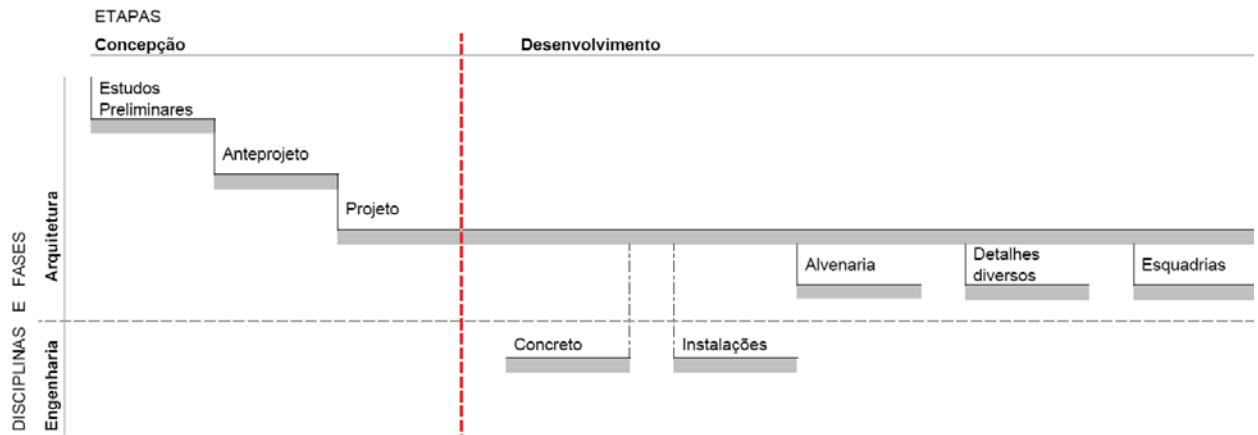 ETAPAS
Concepção
Desenvolvimento
Estudos
Preliminares
Anteprojeto
Projeto
Alvenaria
Detalhes
diversos
Esquadrias
Concreto
Instalações
DISCIPLINAS E FASES
Arquitetura
Engenharia